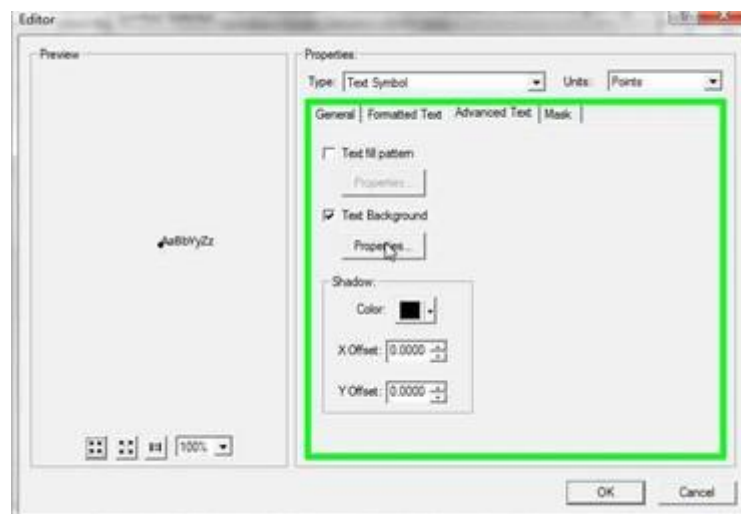 Editor
Preview
AaBbYyZz
100%
Properties:
Type: Text Symbol Units: Points
General Formatted Text Advanced Text Mask
Text fill pattern
Properties...
Text Background
Properties...
Shadow:
Color:
X Offset: 0.0000
Y Offset: 0.0000
OK Cancel